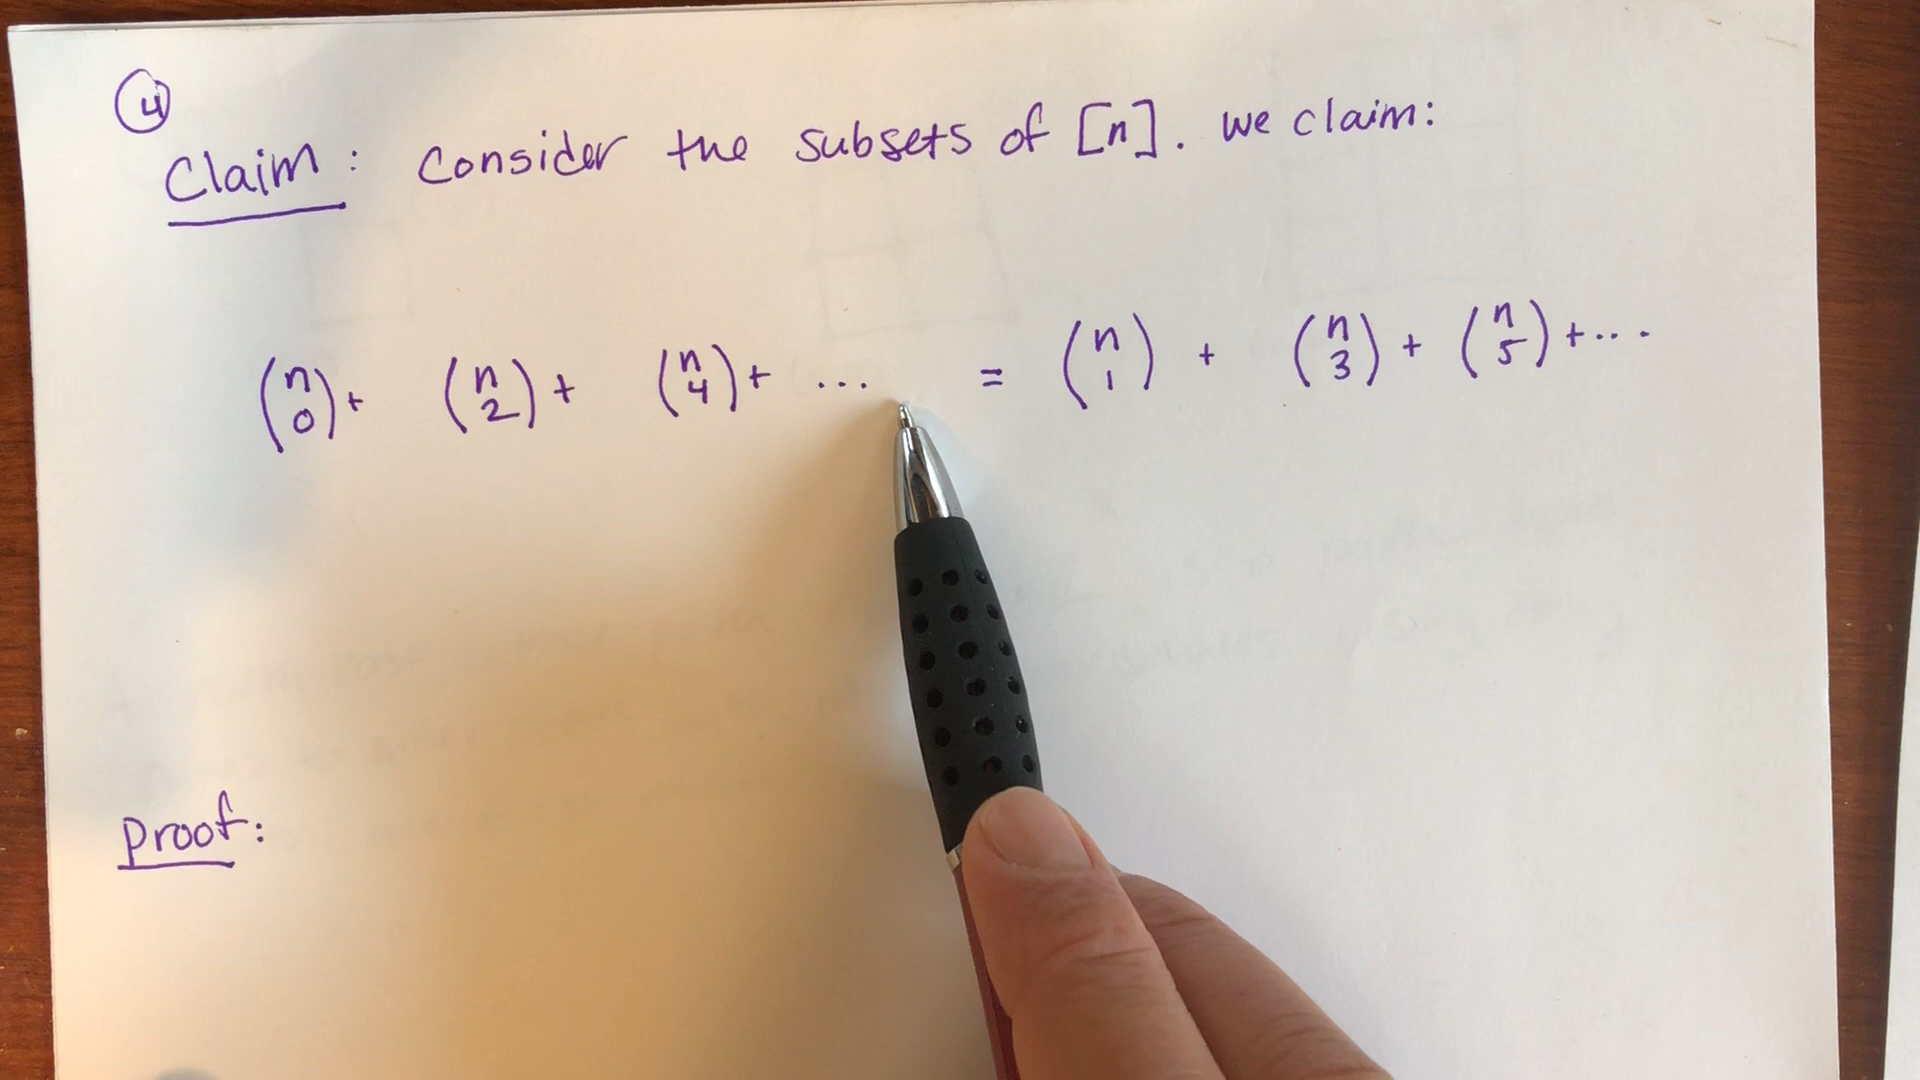 4
Claim: Consider the subsets of [n]. we claim:
(n 0) + (n 2) + (n 4) + ... = (n 1) + (n 3) + (n 5) + ...
Proof: